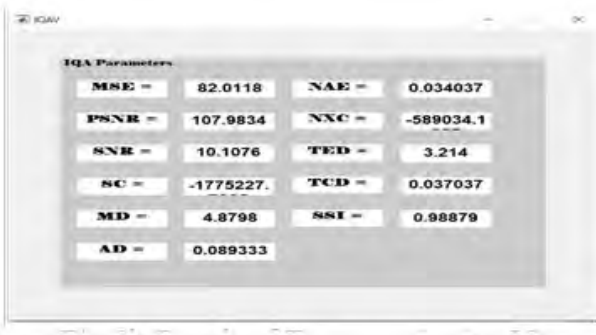 IQAV
IQA Parameters
MSE = 82.0118 NAE = 0.034037
PSNR = 107.9834 NXC = -589034.1
SNR = 10.1076 TED = 3.214
SC = -1775227. TCD = 0.037037
MD = 4.8798 SSI = 0.98879
AD = 0.089333